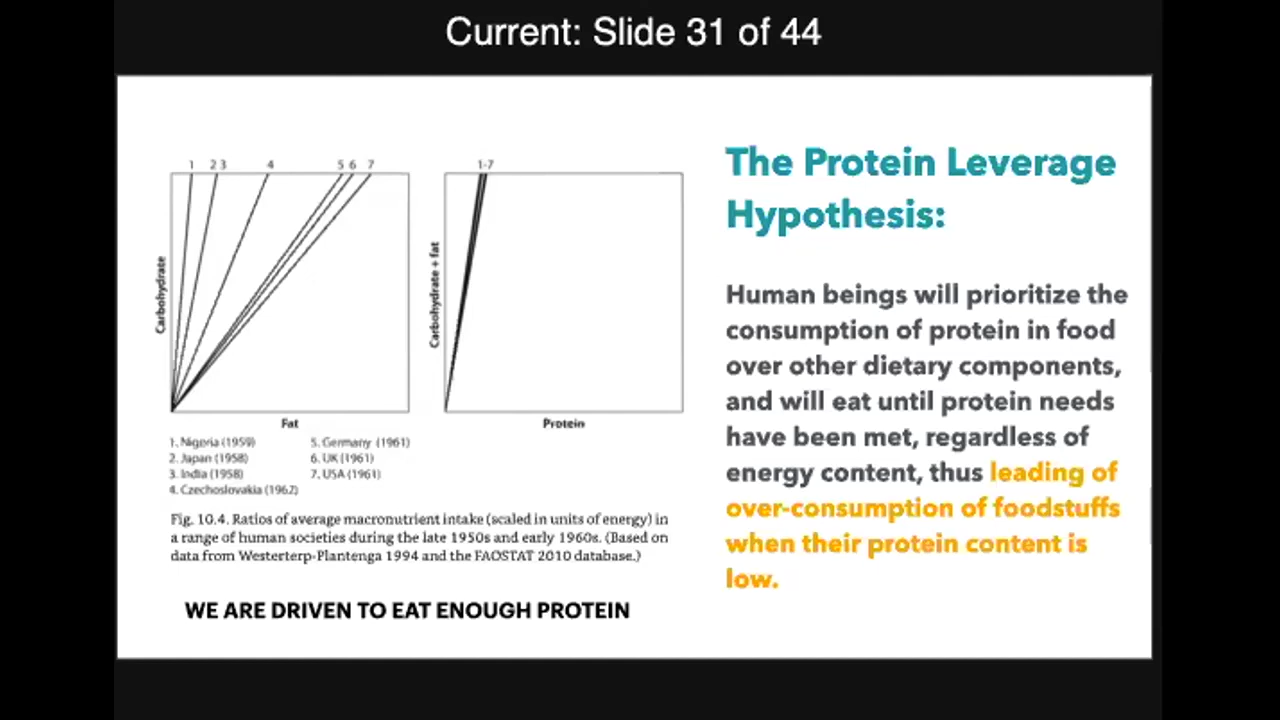 Current: Slide 31 of 44
1 2 3 4 5 6 7
Carbohydrate
Fat
1-7
Carbohydrate + fat
Protein
1. Nigeria (1959)
2. Japan (1958)
3. India (1958)
4. Czechoslovakia (1962)
5. Germany (1961)
6. UK (1961)
7. USA (1961)
Fig. 10.4. Ratios of average macronutrient intake (scaled in units of energy) in
a range of human societies during the late 1950s and early 1960s. (Based on
data from Westerterp-Plantenga 1994 and the FAOSTAT 2010 database.)
WE ARE DRIVEN TO EAT ENOUGH PROTEIN
The Protein Leverage
Hypothesis:
Human beings will prioritize the
consumption of protein in food
over other dietary components,
and will eat until protein needs
have been met, regardless of
energy content, thus leading of
over-consumption of foodstuffs
when their protein content is
low.